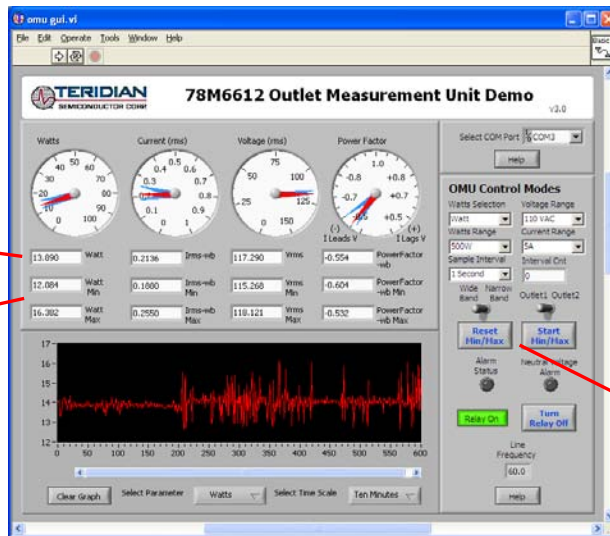 omu gui.vi
File Edit Operate Tools Window Help
TERIDIAN
SEMICONDUCTOR CORP.
78M6612 Outlet Measurement Unit Demo
v3.0
Select COM Port COM3
Help
Watts
Current (rms)
Voltage (rms)
Power Factor
0 10 20 30 40 50 60 70 80 90 100
0 0.1 0.2 0.3 0.4 0.5 0.6 0.7 0.8 0.9 1
0 25 50 75 100 125 150
-0.5 -0.7 -0.8 1.0 +0.8 +0.7 +0.5
(-) (+)
I Leads V I Lags V
13.890 Watt 0.2136 Irms-wb 117.290 Vrms -0.554 PowerFactor -wb
12.084 Watt Min 0.1800 Irms-wb Min 115.268 Vrms Min -0.604 PowerFactor -wb Min
16.382 Watt Max 0.2550 Irms-wb Max 118.121 Vrms Max -0.532 PowerFactor -wb Max
OMU Control Modes
Watts Selection Voltage Range
Watt 110 VAC
Watts Range Current Range
500W 5A
Sample Interval Interval Cnt
1 Second 0
Wide Band Narrow Band Outlet1 Outlet2
Reset Min/Max Start Min/Max
Alarm Status Neutral Voltage Alarm
Relay On Turn Relay Off
Line Frequency
60.0
Help
17
16
15
14
13
12
0 50 100 150 200 250 300 350 400 450 500 550 600
Clear Graph Select Parameter Watts Select Time Scale Ten Minutes